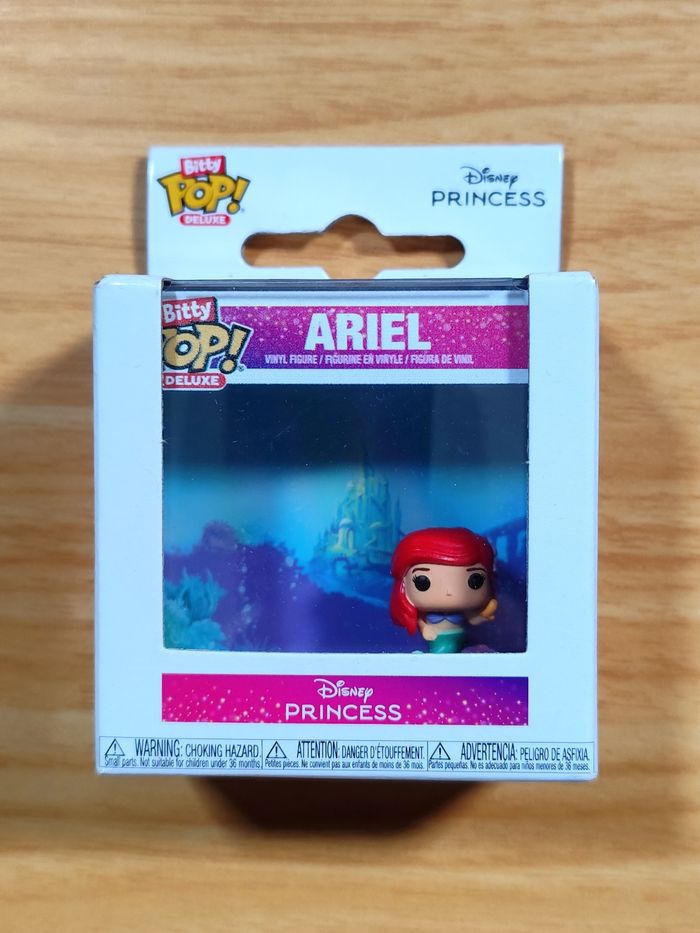 Bitty
POP!
DELUXE
Disney
PRINCESS
Bitty
POP!
DELUXE
ARIEL
VINYL FIGURE / FIGURINE EN VINYLE / FIGURA DE VINIL
Disney
PRINCESS
WARNING: CHOKING HAZARD.
Small parts. Not suitable for children under 36 months.
ATTENTION: DANGER D'ÉTOUFFEMENT.
Petites pièces. Ne convient pas aux enfants de moins de 36 mois.
ADVERTENCIA: PELIGRO DE ASFIXIA.
Partes pequeñas. No es adecuado para niños menores de 36 meses.